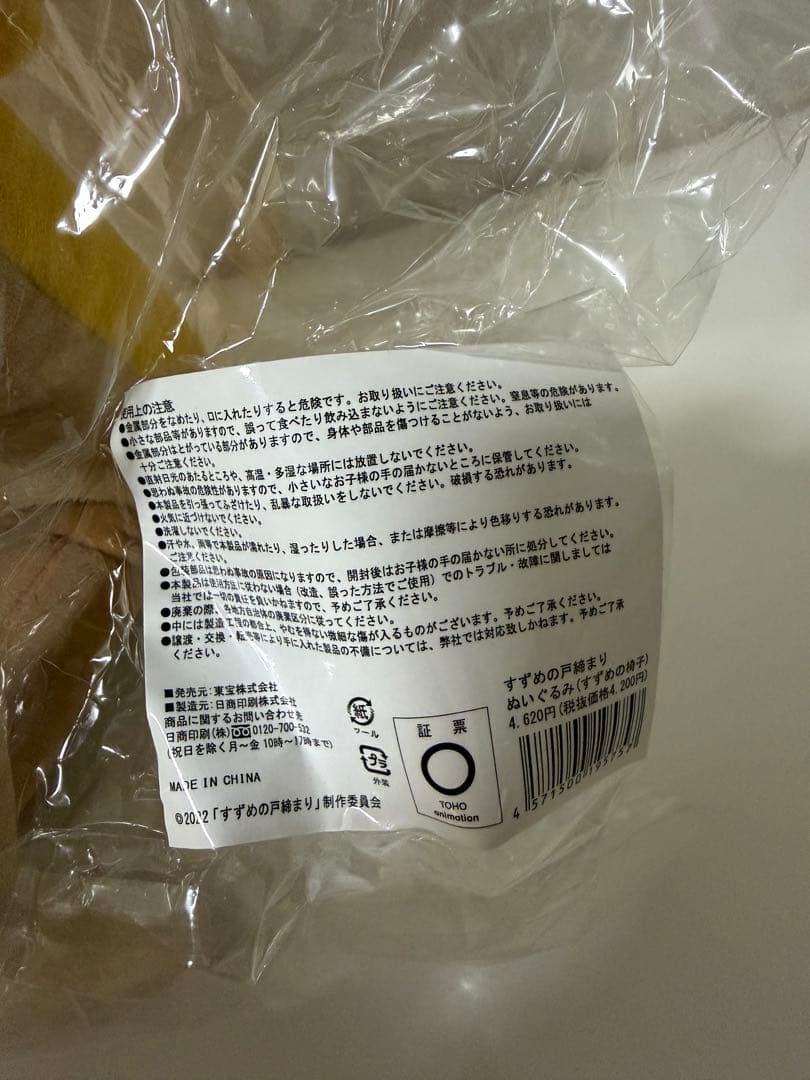 使用上の注意
●金属部分をなめたり、口に入れたりすると危険です。お取り扱いにご注意ください。
●小さな部品等がありますので、誤って食べたり飲み込まないようにご注意ください。窒息等の危険があります。
●金属部分はとがっている部分がありますので、身体や部品を傷つけることがないよう、お取り扱いには
十分ご注意ください。
●直射日光のあたるところや、高温・多湿な場所には放置しないでください。
●思わぬ事故の危険性がありますので、小さいなお子様の手の届かないところに保管してください。
●本製品を引っ張ってふざけたり、乱暴な取扱いをしないでください。破損する恐れがあります。
●火気に近づけないでください。
●洗濯しないでください。
●汗や水、雨等で本製品が濡れたり、湿ったりした場合、または摩擦等により色移りする恐れがあります。
ご注意ください。
●包装部品は思わぬ事故の原因になりますので、開封後はお子様の手の届かない所に処分してください。
●本製品は使用方法に従わない場合（改造、誤った方法でご使用）でのトラブル・故障に関しましては
当社では一切の責任を負いかねますので、予めご了承ください。
●廃棄の際、各地方自治体の廃棄区分に従ってください。
●中には製造工程の都合上、やむを得ない微細な傷が入るものがございます。予めご了承ください。
●譲渡・交換・転売等により手に入れた製品の不備については、弊社では対応致しかねます。予めご了承
ください。
■発売元:東宝株式会社
■製造元:日商印刷株式会社
商品に関するお問い合わせ先
日商印刷(株) 0120-700-532
(祝日を除く月〜金 10時〜17時まで)
MADE IN CHINA
©2022「すずめの戸締まり」制作委員会
紙
プラ
外装
証票
TOHO
animation
すずめの戸締まり
ぬいぐるみ(すずめの椅子)
4,620円(税抜価格4,200円)
4 571500